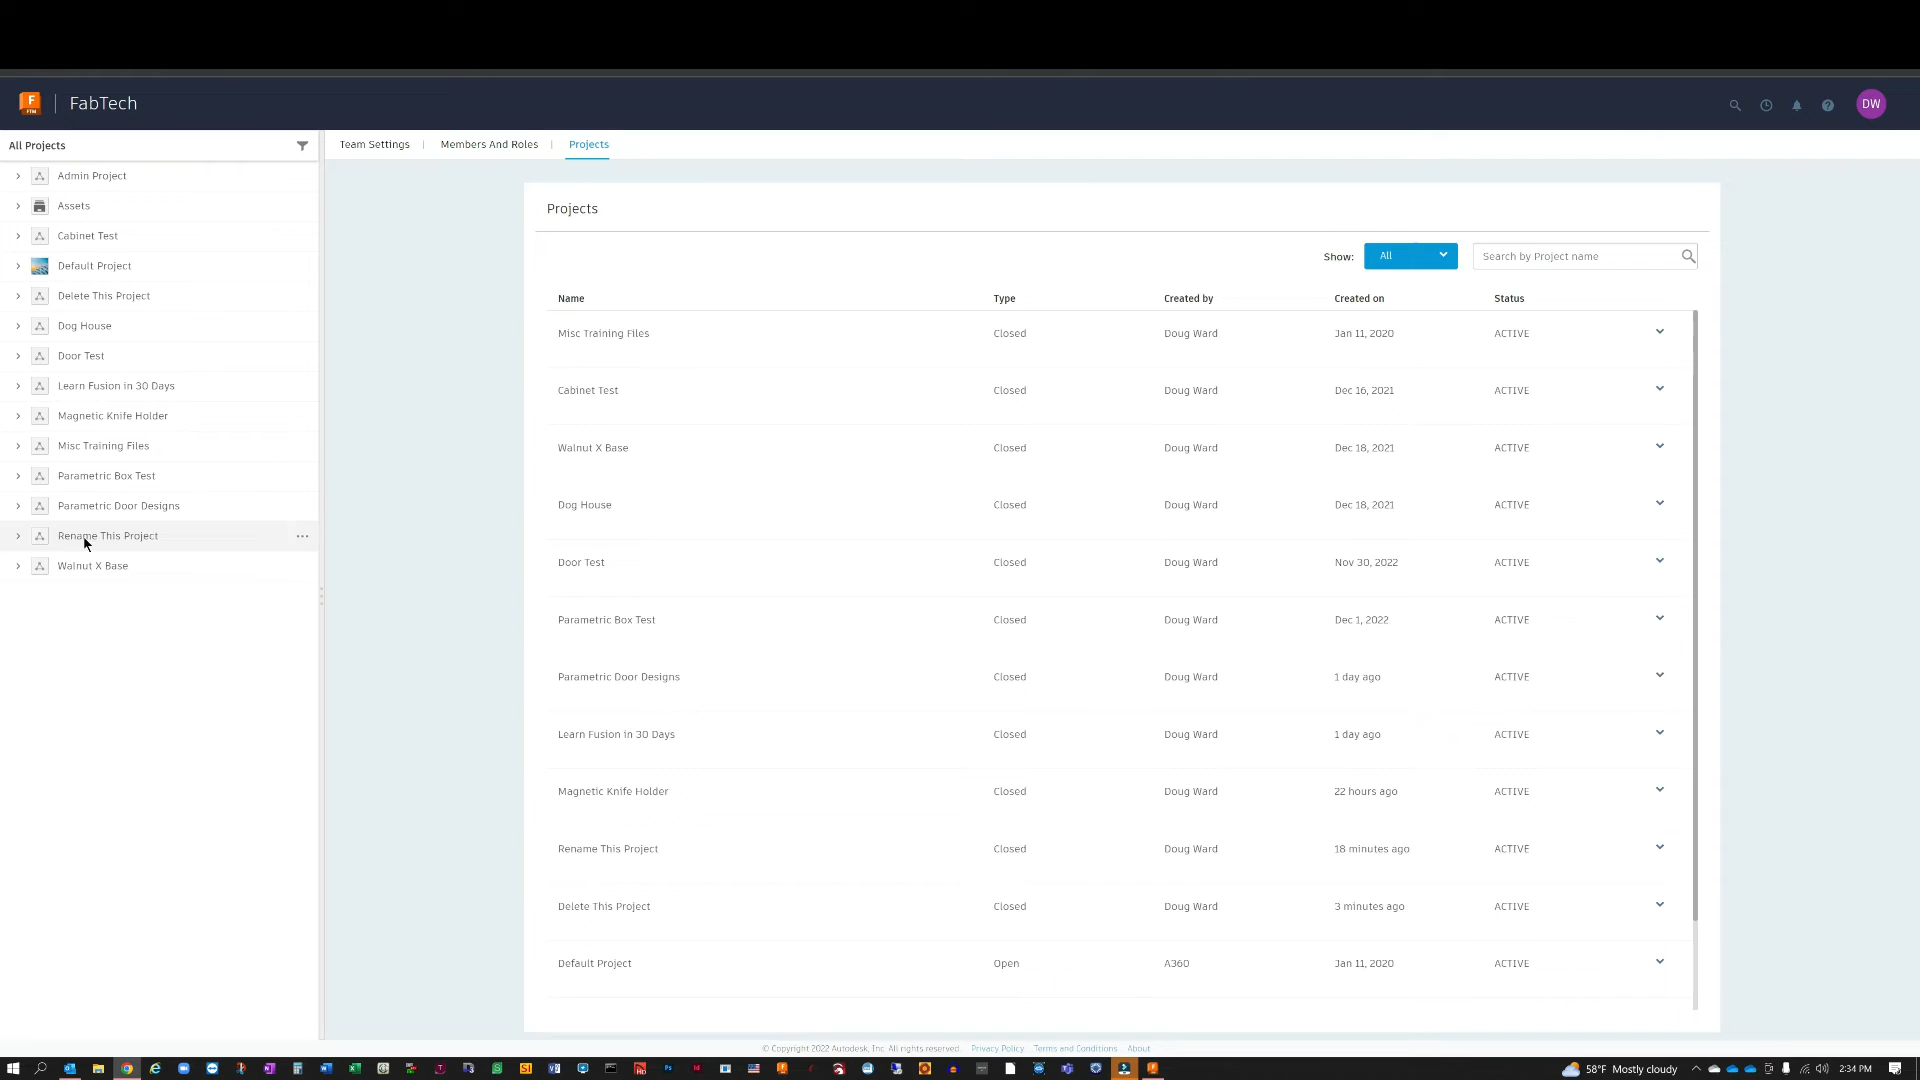 FabTech
DW
All Projects
Team Settings | Members And Roles | Projects
Admin Project
Assets
Cabinet Test
Default Project
Delete This Project
Dog House
Door Test
Learn Fusion in 30 Days
Magnetic Knife Holder
Misc Training Files
Parametric Box Test
Parametric Door Designs
Rename This Project
Walnut X Base
Projects
Show: All Search by Project name
Name Type Created by Created on Status
Misc Training Files Closed Doug Ward Jan 11, 2020 ACTIVE
Cabinet Test Closed Doug Ward Dec 16, 2021 ACTIVE
Walnut X Base Closed Doug Ward Dec 18, 2021 ACTIVE
Dog House Closed Doug Ward Dec 18, 2021 ACTIVE
Door Test Closed Doug Ward Nov 30, 2022 ACTIVE
Parametric Box Test Closed Doug Ward Dec 1, 2022 ACTIVE
Parametric Door Designs Closed Doug Ward 1 day ago ACTIVE
Learn Fusion in 30 Days Closed Doug Ward 1 day ago ACTIVE
Magnetic Knife Holder Closed Doug Ward 22 hours ago ACTIVE
Rename This Project Closed Doug Ward 18 minutes ago ACTIVE
Delete This Project Closed Doug Ward 3 minutes ago ACTIVE
Default Project Open A360 Jan 11, 2020 ACTIVE
© Copyright 2022 Autodesk, Inc. All rights reserved. Privacy Policy Terms and Conditions About
58°F Mostly cloudy 2:34 PM